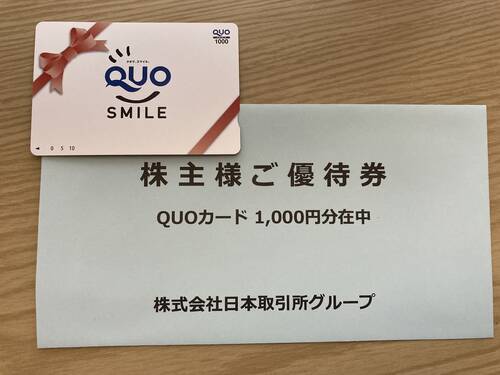 QUO
1000
QUO
SMILE
0 5 10
株主様ご優待券
QUOカード 1,000円分在中
株式会社日本取引所グループ